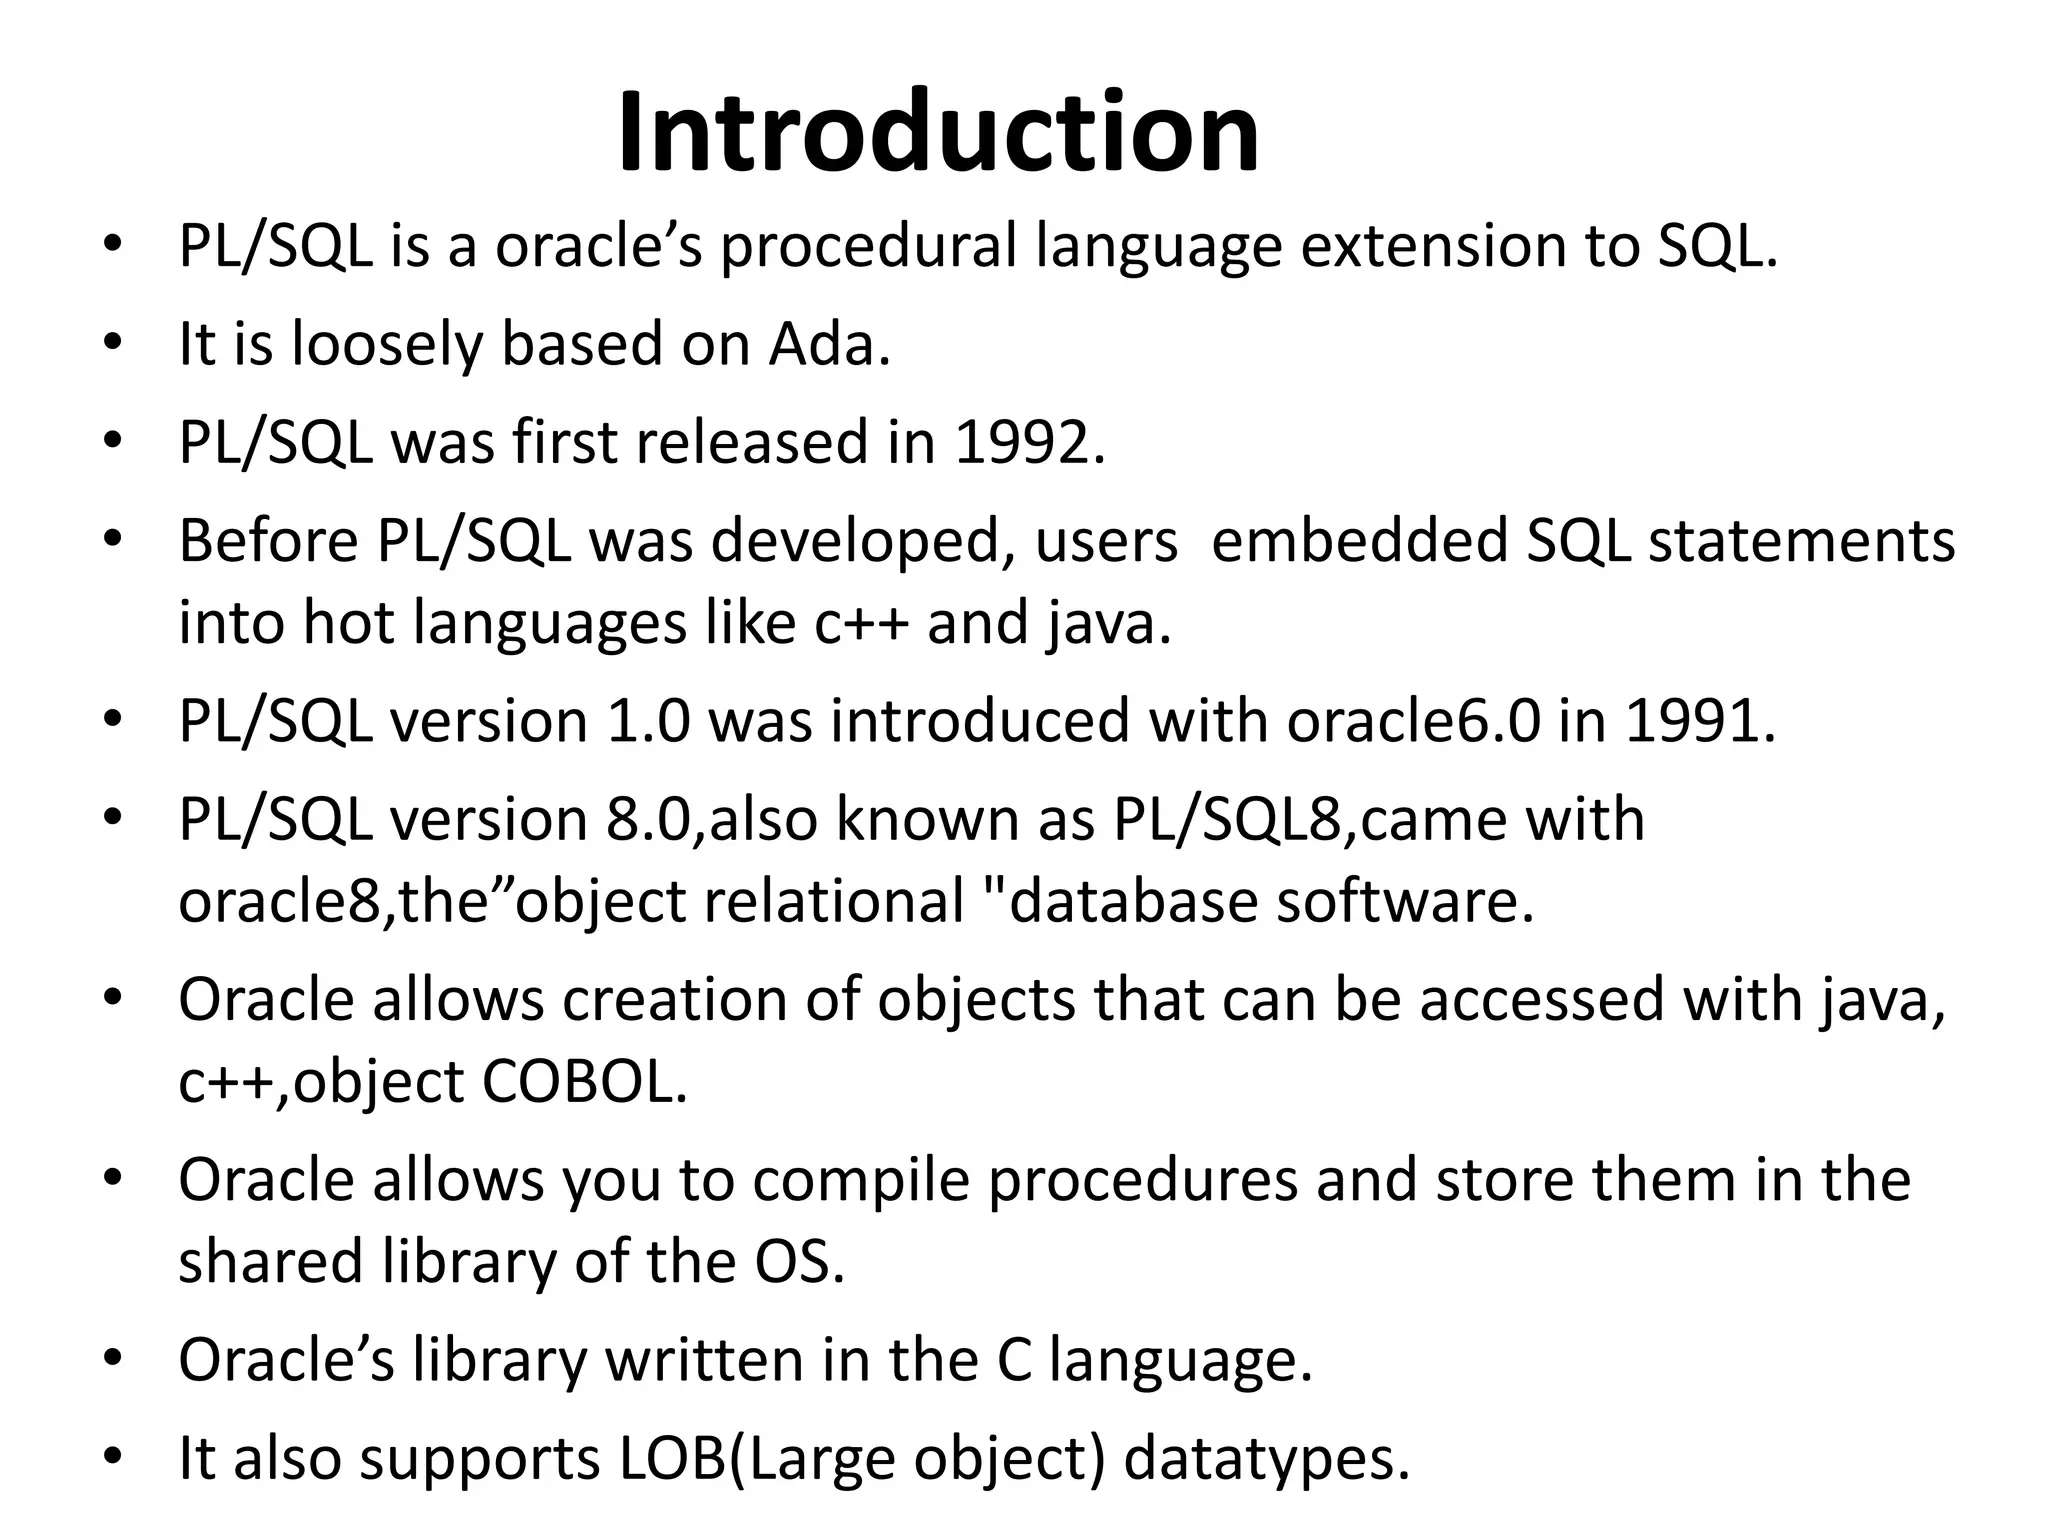 Introduction
• PL/SQL is a oracle’s procedural language extension to SQL.
• It is loosely based on Ada.
• PL/SQL was first released in 1992.
• Before PL/SQL was developed, users  embedded SQL statements
into hot languages like c++ and java.
• PL/SQL version 1.0 was introduced with oracle6.0 in 1991.
• PL/SQL version 8.0,also known as PL/SQL8,came with
oracle8,the”object relational "database software.
• Oracle allows creation of objects that can be accessed with java,
c++,object COBOL.
• Oracle allows you to compile procedures and store them in the
shared library of the OS.
• Oracle’s library written in the C language.
• It also supports LOB(Large object) datatypes.